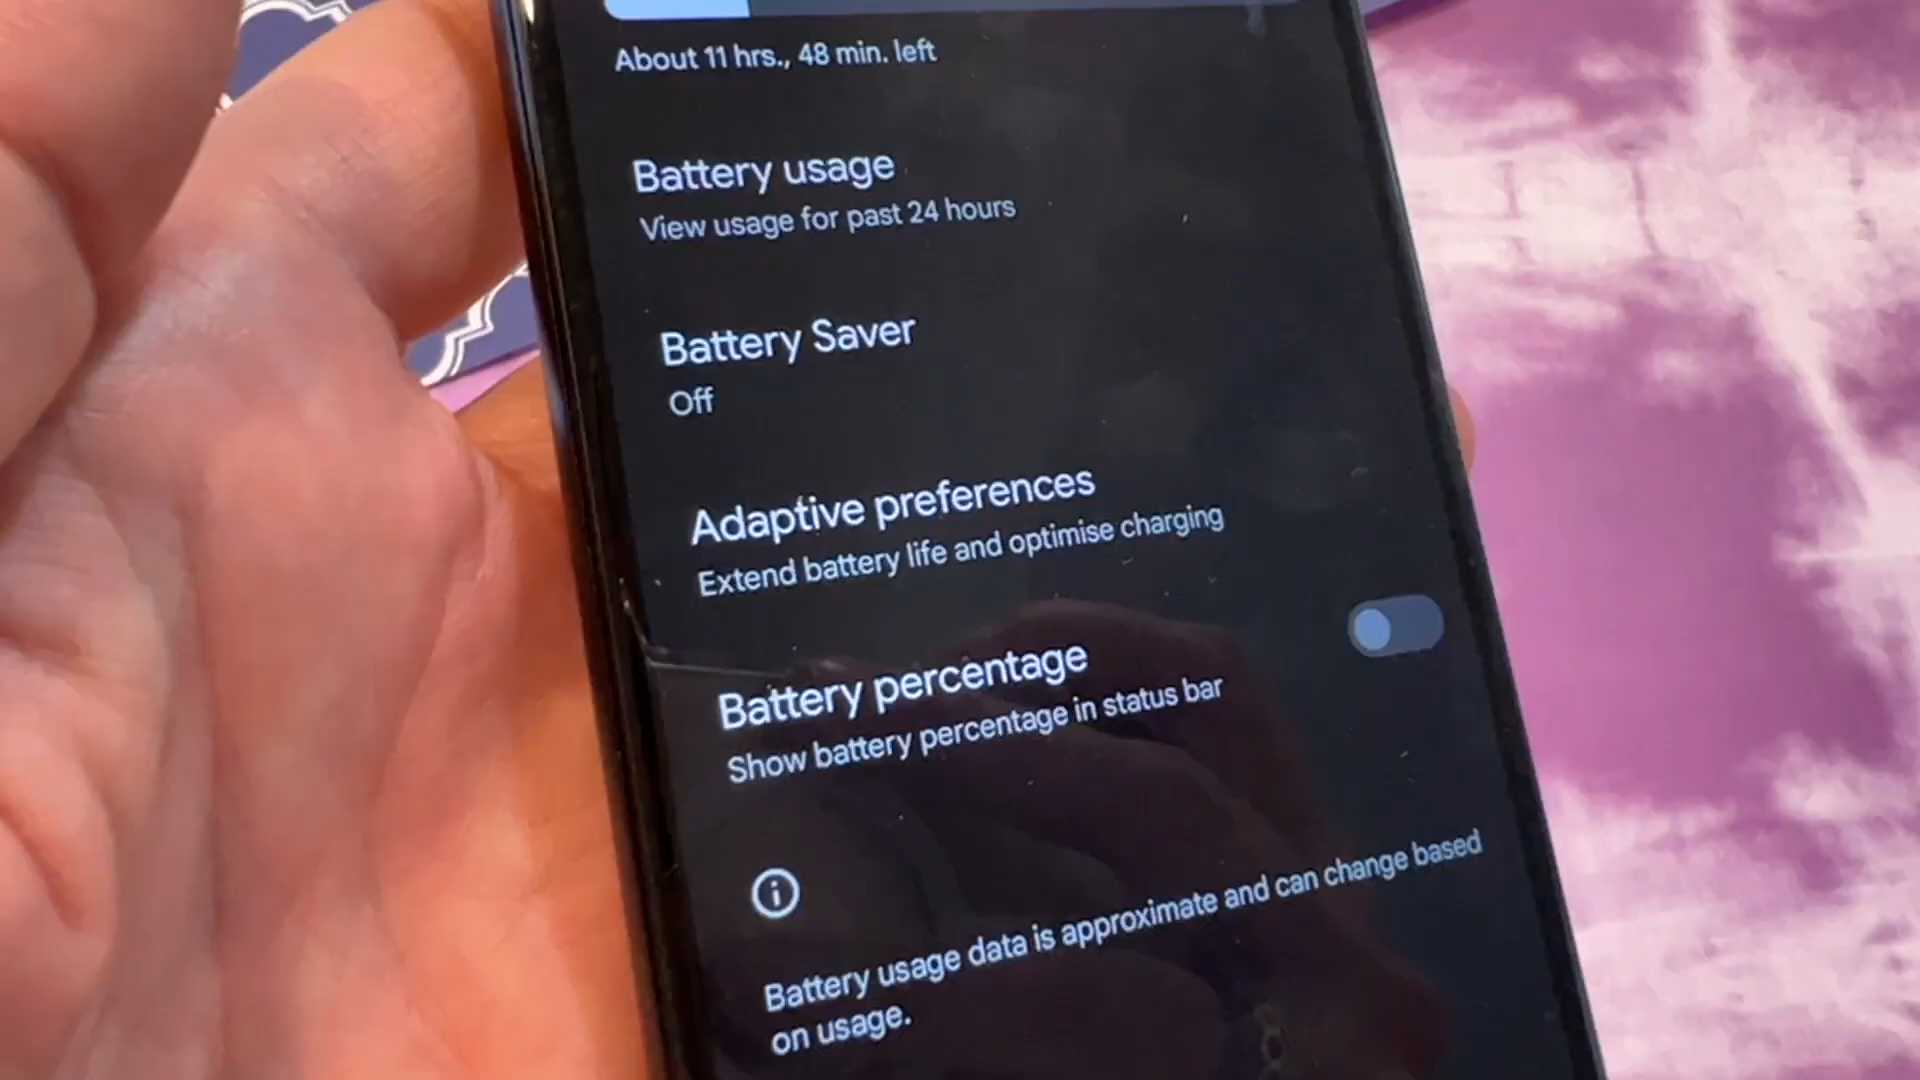 About 11 hrs., 48 min. left
Battery usage
View usage for past 24 hours
Battery Saver
Off
Adaptive preferences
Extend battery life and optimise charging
Battery percentage
Show battery percentage in status bar
Battery usage data is approximate and can change based
on usage.